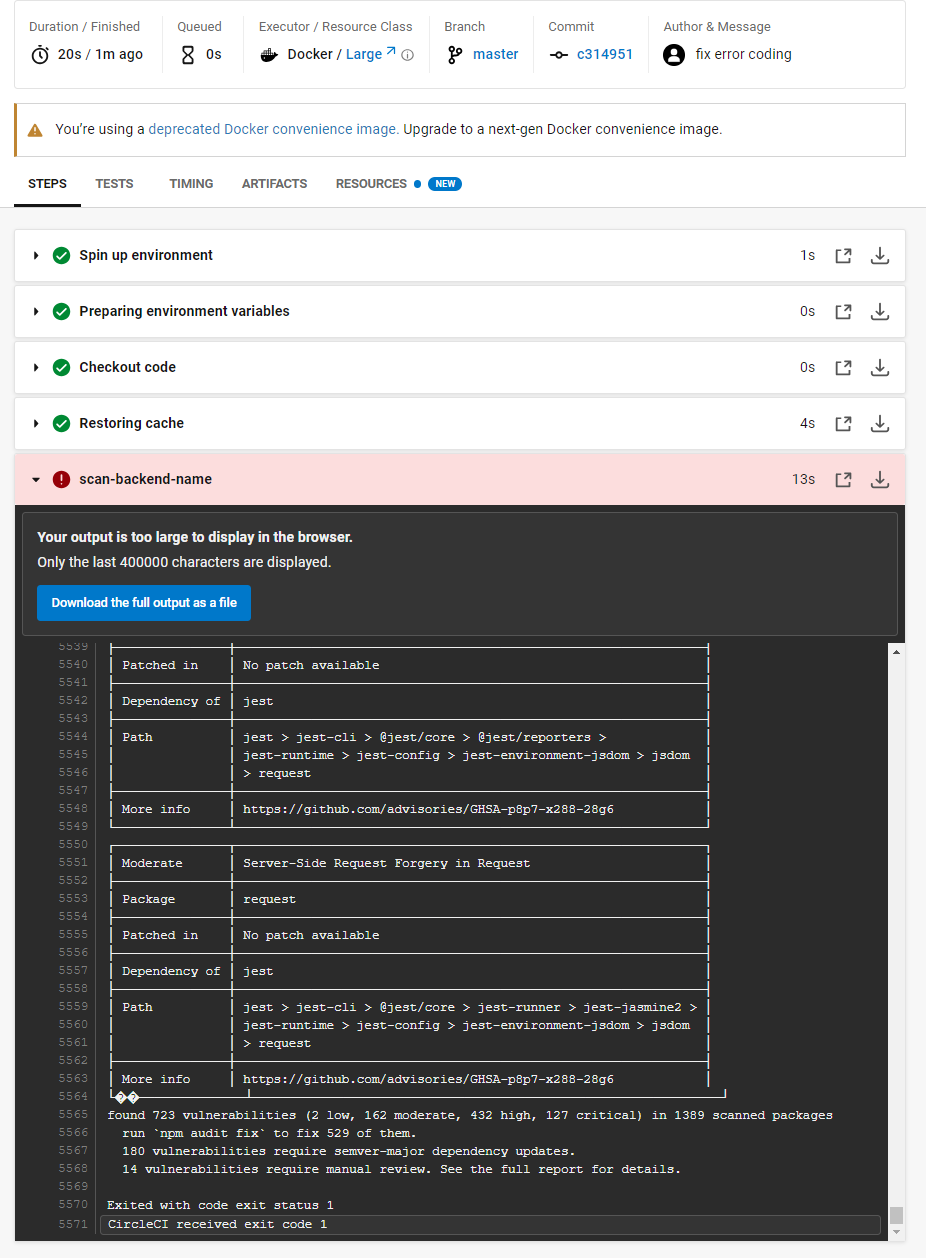 Duration / Finished
Queued
Executor / Resource Class
Branch
Commit
Author & Message
20s / 1m ago
0s
Docker / Large
master
c314951
fix error coding
You're using a deprecated Docker convenience image. Upgrade to a next-gen Docker convenience image.
STEPS TESTS TIMING ARTIFACTS RESOURCES NEW
Spin up environment 1s
Preparing environment variables 0s
Checkout code 0s
Restoring cache 4s
scan-backend-name 13s
Your output is too large to display in the browser.
Only the last 400000 characters are displayed.
Download the full output as a file
5539
5540 Patched in No patch available
5541
5542 Dependency of jest
5543
5544 Path jest > jest-cli > @jest/core > @jest/reporters >
5545 jest-runtime > jest-config > jest-environment-jsdom > jsdom
5546 > request
5547
5548 More info https://github.com/advisories/GHSA-p8p7-x288-28g6
5549
5550
5551 Moderate Server-Side Request Forgery in Request
5552
5553 Package request
5554
5555 Patched in No patch available
5556
5557 Dependency of jest
5558
5559 Path jest > jest-cli > @jest/core > jest-runner > jest-jasmine2 >
5560 jest-runtime > jest-config > jest-environment-jsdom > jsdom
5561 > request
5562
5563 More info https://github.com/advisories/GHSA-p8p7-x288-28g6
5564 ��
5565 found 723 vulnerabilities (2 low, 162 moderate, 432 high, 127 critical) in 1389 scanned packages
5566 run `npm audit fix` to fix 529 of them.
5567 180 vulnerabilities require semver-major dependency updates.
5568 14 vulnerabilities require manual review. See the full report for details.
5569
5570 Exited with code exit status 1
5571 CircleCI received exit code 1